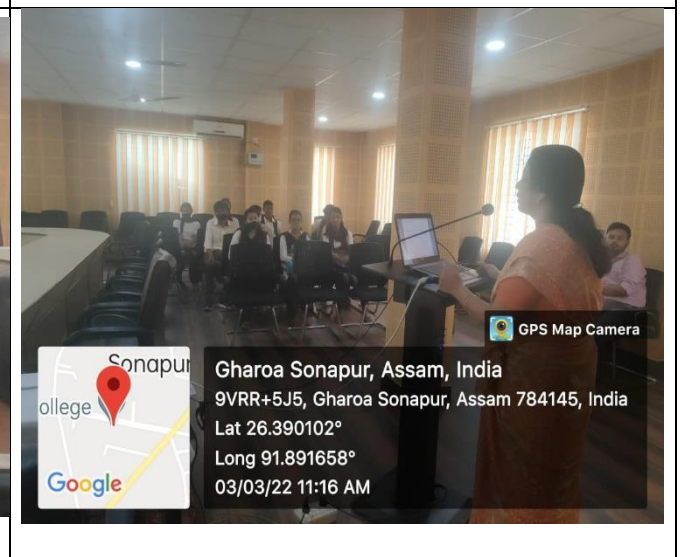 GPS Map Camera
Sonapur
ollege
Google
Gharoa Sonapur, Assam, India
9VRR+5J5, Gharoa Sonapur, Assam 784145, India
Lat 26.390102°
Long 91.891658°
03/03/22 11:16 AM